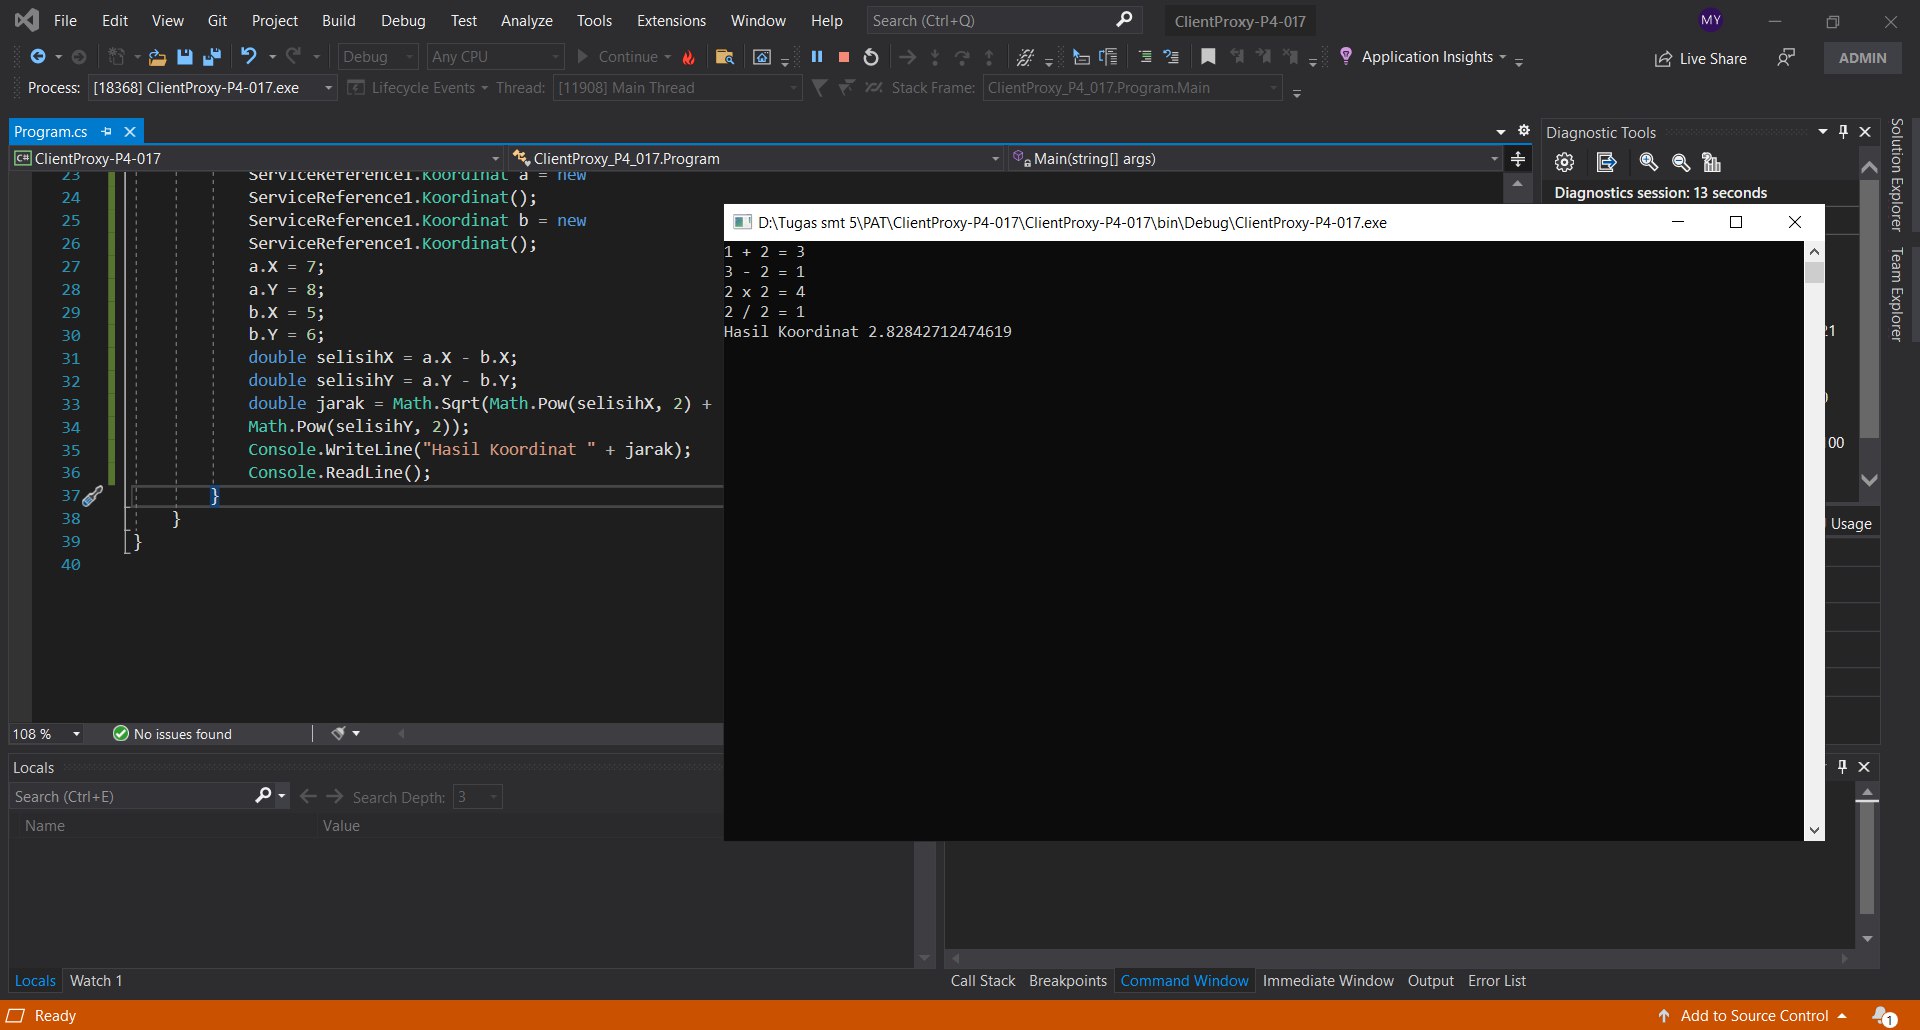 File Edit View Git Project Build Debug Test Analyze Tools Extensions Window Help Search (Ctrl+Q) ClientProxy-P4-017 MY
Debug Any CPU Continue Application Insights Live Share ADMIN
Process: [18368] ClientProxy-P4-017.exe Lifecycle Events Thread: [11908] Main Thread Stack Frame: ClientProxy_P4_017.Program.Main
Program.cs
C# ClientProxy-P4-017 ClientProxy_P4_017.Program Main(string[] args)
23 ServiceReference1.Koordinat a = new
24 ServiceReference1.Koordinat();
25 ServiceReference1.Koordinat b = new
26 ServiceReference1.Koordinat();
27 a.X = 7;
28 a.Y = 8;
29 b.X = 5;
30 b.Y = 6;
31 double selisihX = a.X - b.X;
32 double selisihY = a.Y - b.Y;
33 double jarak = Math.Sqrt(Math.Pow(selisihX, 2) +
34 Math.Pow(selisihY, 2));
35 Console.WriteLine("Hasil Koordinat " + jarak);
36 Console.ReadLine();
37 }
38 }
39 }
40
108 % No issues found
D:\Tugas smt 5\PAT\ClientProxy-P4-017\ClientProxy-P4-017\bin\Debug\ClientProxy-P4-017.exe
1 + 2 = 3
3 - 2 = 1
2 x 2 = 4
2 / 2 = 1
Hasil Koordinat 2.82842712474619
Diagnostic Tools
Diagnostics session: 13 seconds
21
00
Usage
Solution Explorer
Team Explorer
Locals
Search (Ctrl+E) Search Depth: 3
Name Value
Locals Watch 1
Call Stack Breakpoints Command Window Immediate Window Output Error List
Ready Add to Source Control 1